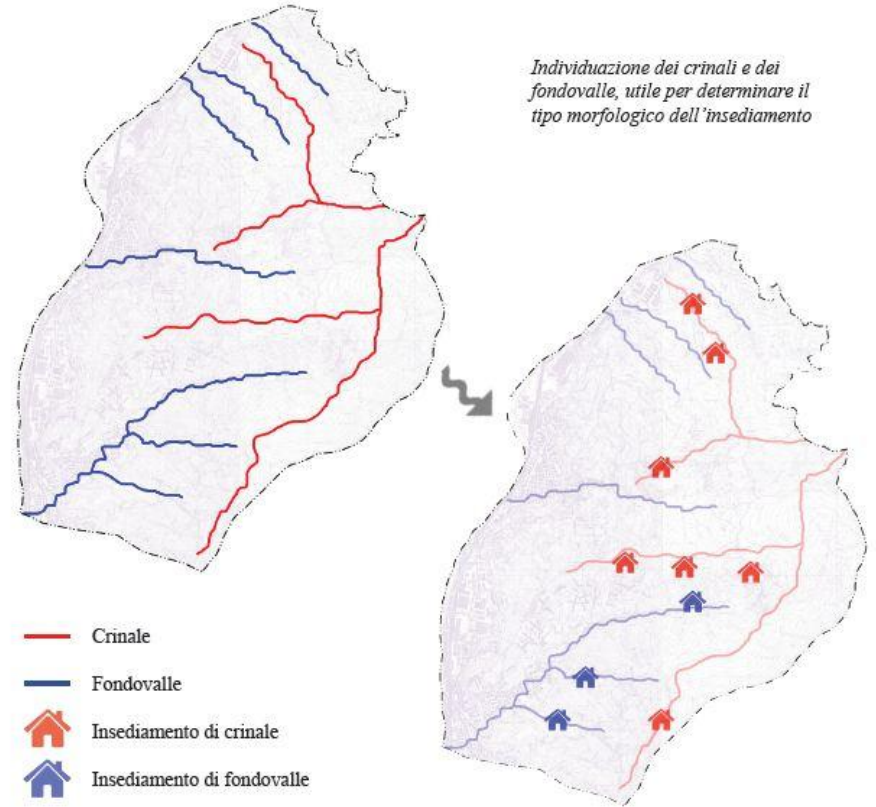 Individuazione dei crinali e dei
fondovalle, utile per determinare il
tipo morfologico dell'insediamento
Crinale
Fondovalle
Insediamento di crinale
Insediamento di fondovalle